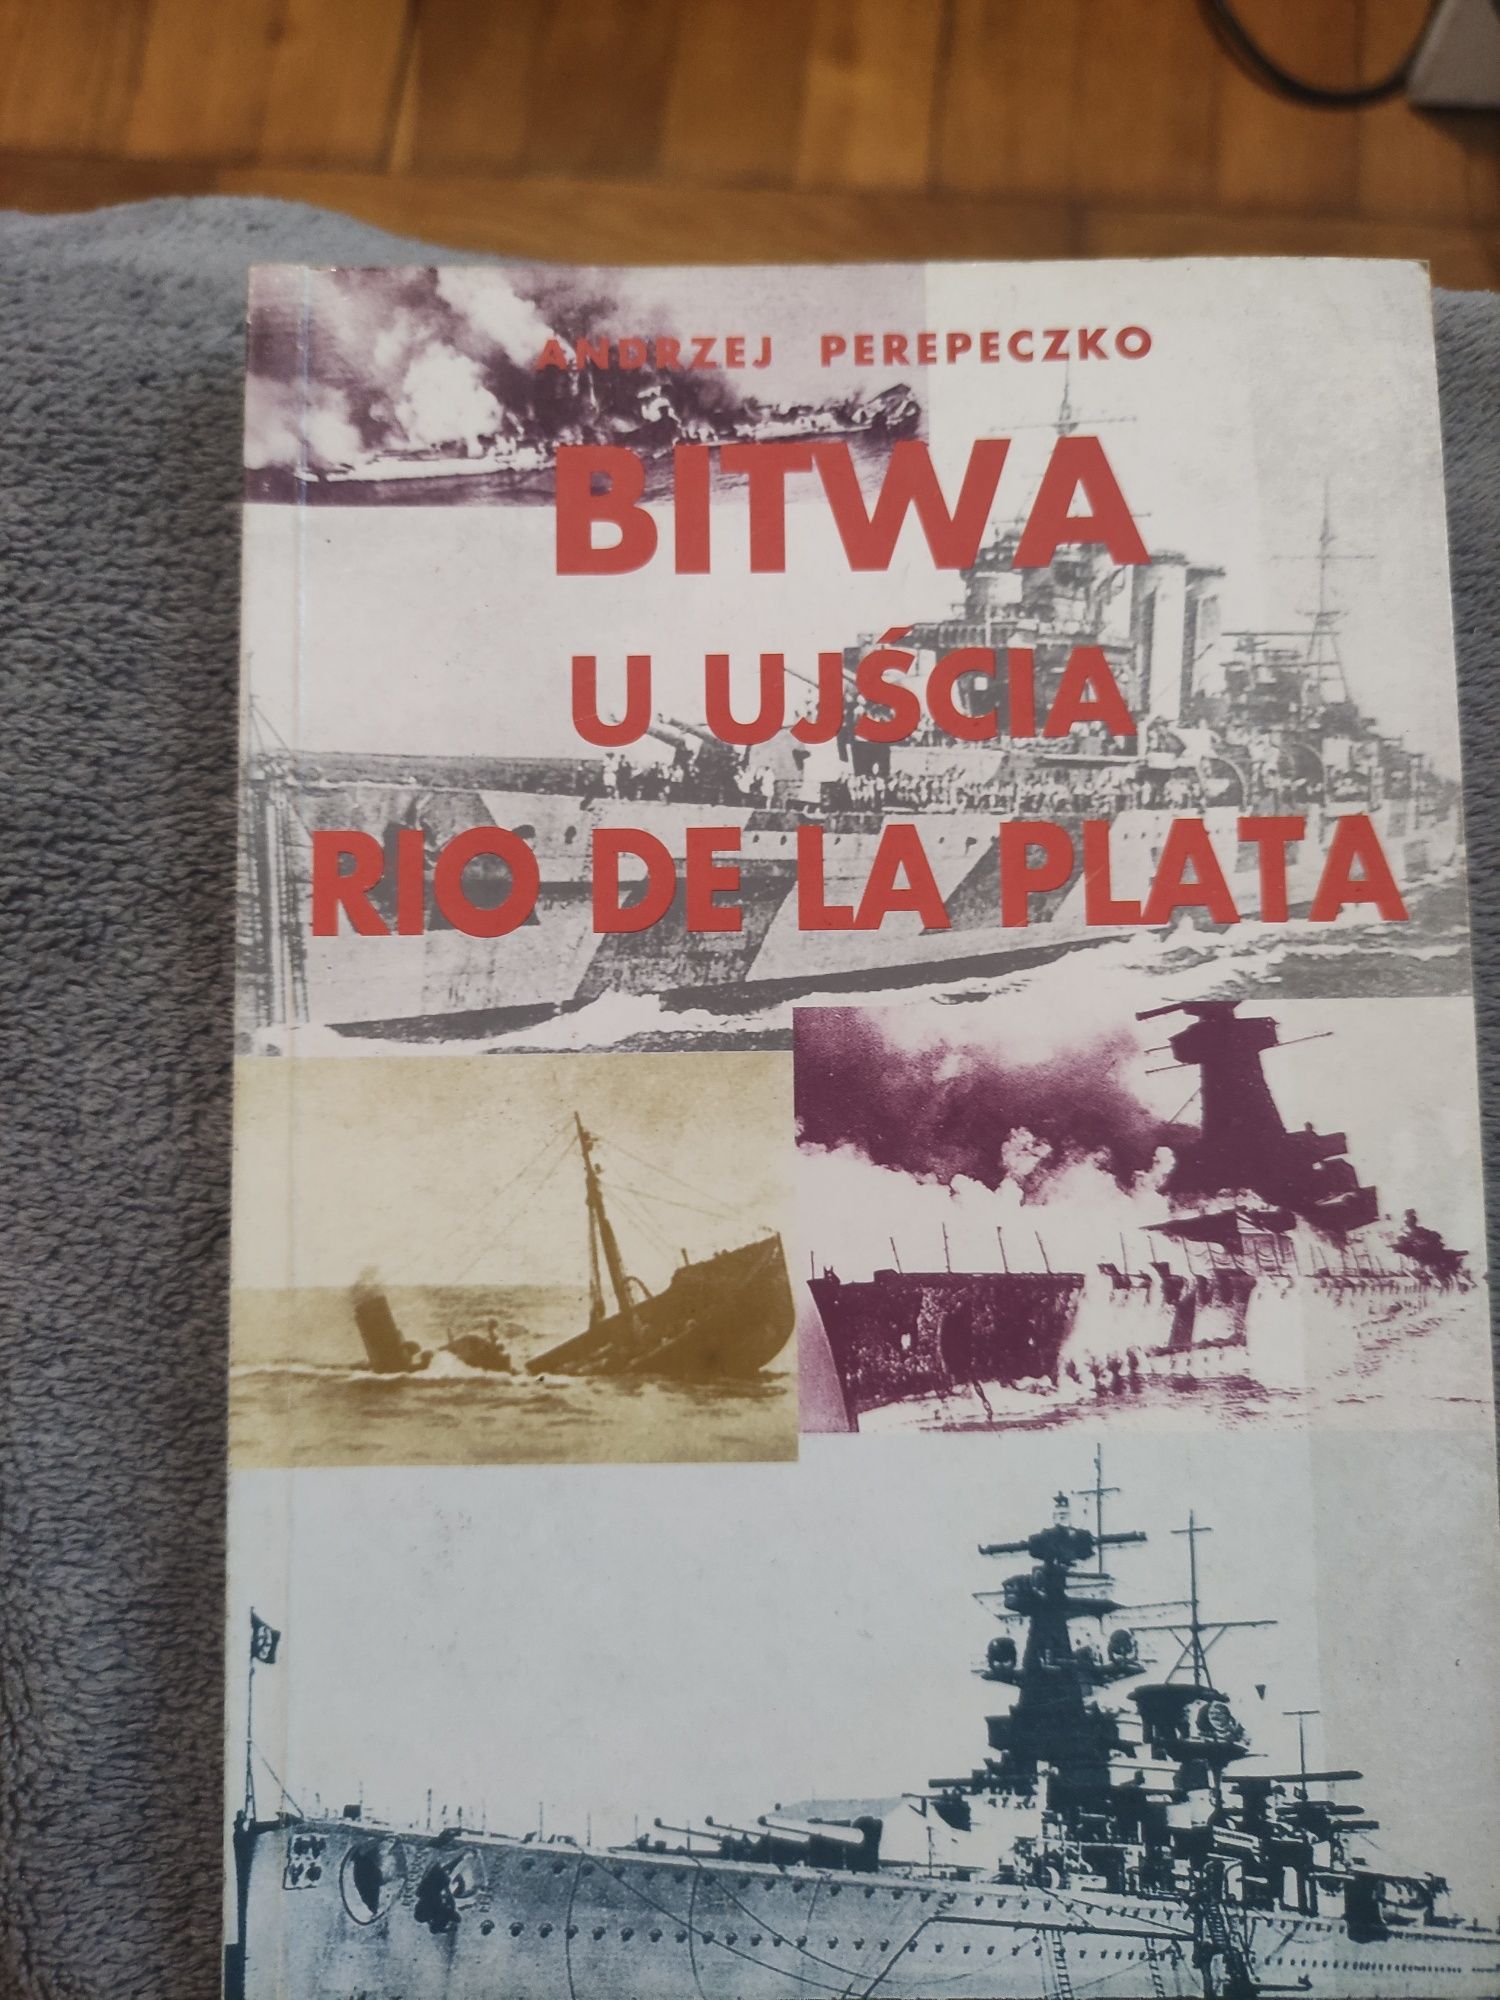 ANDRZEJ PEREPECZKO
BITWA
U UJŚCIA
RIO DE LA PLATA